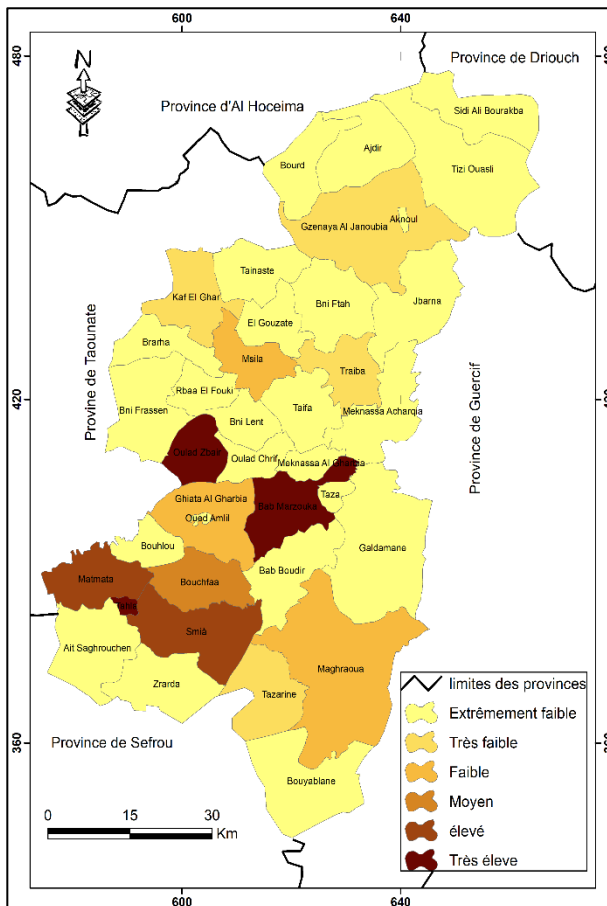 600
640
480
Province de Driouch
N
Province d'Al Hoceima
Sidi Ali Bourakba
Ajdir
Bourd
Tizi Ouasli
Aknoul
Gzenaya Al Janoubia
Tainaste
Kaf El Ghar
Bni Ftah
Jbarna
El Gouzate
Brarha
Msila
Traiba
Provine de Taounate
Province de Guercif
420
Rbaa El Fouki
Bni Frassen
Taifa
Meknassa Acharqia
Bni Lent
Oulad Zbair
Oulad Chrif
Meknassa Al Gharbia
Taza
Ghiata Al Gharbia
Bab Marzouka
Oued Amlil
Bouhlou
Galdamane
Bab Boudir
Matmata
Bouchfaa
Smià
Ait Saghrouchen
Maghraoua
Zrarda
Tazarine
limites des provinces
Extrêmement faible
Très faible
Faible
Moyen
élevé
Très éleve
360
Province de Sefrou
Bouyablane
0
15
30
Km
600
640